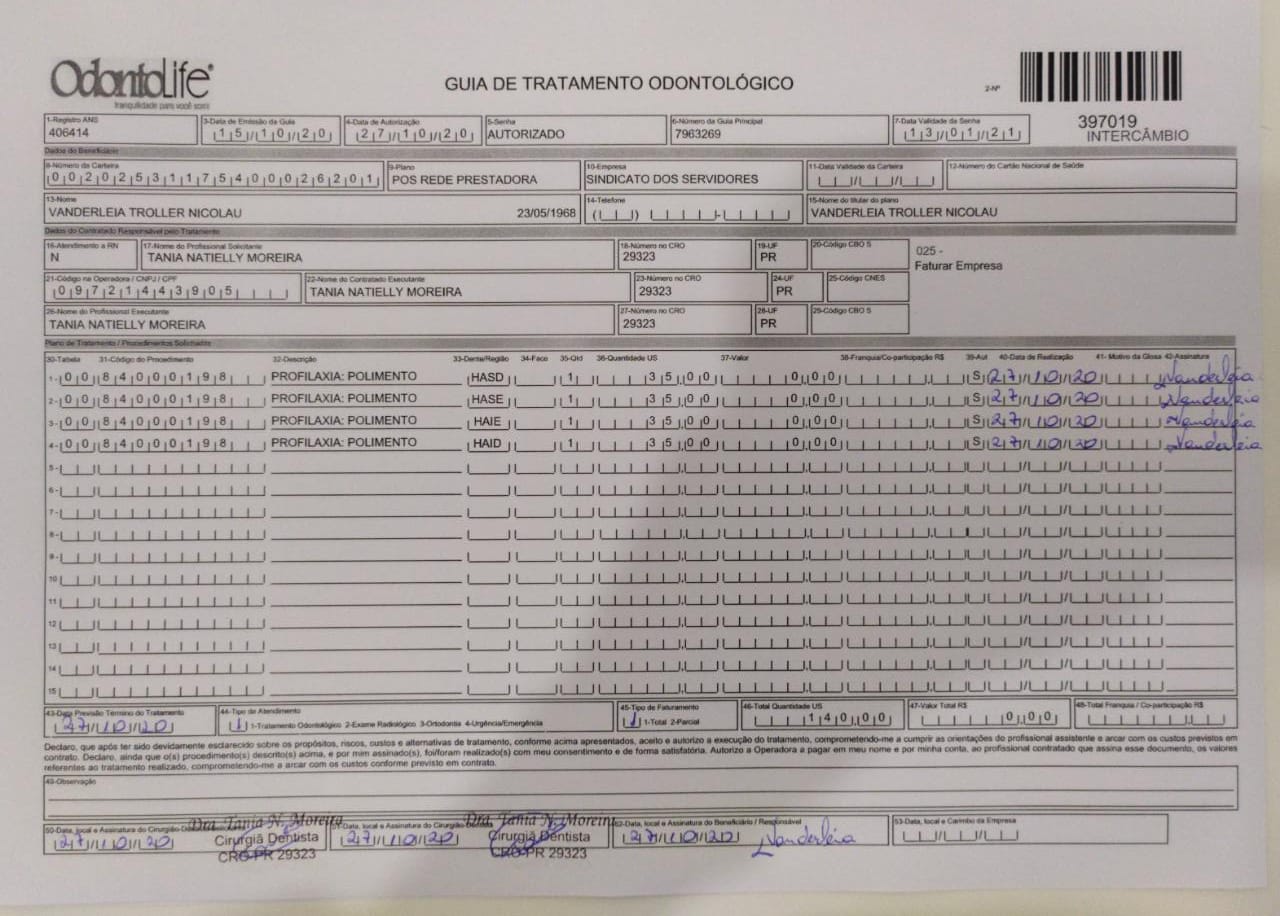 OdontoLife
tranquilidade para você sorrir
GUIA DE TRATAMENTO ODONTOLÓGICO
2-Nº
397019
INTERCÂMBIO
1-Registro ANS 3-Data de Emissão da Guia 4-Data de Autorização 5-Senha 6-Número da Guia Principal 7-Data Validade da Senha
406414 15/10/20 27/10/20 AUTORIZADO 7963269 13/01/21
Dados do Beneficiário
8-Número da Carteira 9-Plano 10-Empresa 11-Data Validade da Carteira 12-Número do Cartão Nacional de Saúde
00202531175400026201 POS REDE PRESTADORA SINDICATO DOS SERVIDORES
13-Nome 14-Telefone 15-Nome do titular do plano
VANDERLEIA TROLLER NICOLAU 23/05/1968 VANDERLEIA TROLLER NICOLAU
Dados do Contratado Responsável pelo Tratamento
16-Atendimento a RN 17-Nome do Profissional Solicitante 18-Número no CRO 19-UF 20-Código CBO S
N TANIA NATIELLY MOREIRA 29323 PR
025 -
Faturar Empresa
21-Código na Operadora / CNPJ / CPF 22-Nome do Contratado Executante 23-Número no CRO 24-UF 25-Código CNES
09721443905 TANIA NATIELLY MOREIRA 29323 PR
26-Nome do Profissional Executante 27-Número no CRO 28-UF 29-Código CBO S
TANIA NATIELLY MOREIRA 29323 PR
Plano de Tratamento / Procedimentos Solicitados
30-Tabela 31-Código do Procedimento 32-Descrição 33-Dente/Região 34-Face 35-Qtd 36-Quantidade US 37-Valor 38-Franquia/Co-participação R$ 39-Aut 40-Data de Realização 41- Motivo da Glosa 42-Assinatura
1- 00 84000198 PROFILAXIA: POLIMENTO HASD 1 35,00 0,00 S 27/10/20 Vanderleia
2- 00 84000198 PROFILAXIA: POLIMENTO HASE 1 35,00 0,00 S 27/10/20 Vanderleia
3- 00 84000198 PROFILAXIA: POLIMENTO HAIE 1 35,00 0,00 S 27/10/20 Vanderleia
4- 00 84000198 PROFILAXIA: POLIMENTO HAID 1 35,00 0,00 S 27/10/20 Vanderleia
5-
6-
7-
8-
9-
10
11
12
13
14
15
43-Data Previsão Término do Tratamento 44-Tipo de Atendimento 45-Tipo de Faturamento 46-Total Quantidade US 47-Valor Total R$ 48-Total Franquia / Co-participação R$
27/10/20 1 1-Tratamento Odontológico 2-Exame Radiológico 3-Ortodontia 4-Urgência/Emergência 1 1-Total 2-Parcial 140,00 0,00
Declaro, que após ter sido devidamente esclarecido sobre os propósitos, riscos, custos e alternativas de tratamento, conforme acima apresentados, aceito e autorizo a execução do tratamento, comprometendo-me a cumprir as orientações do profissional assistente e arcar com os custos previstos em
contrato. Declaro, ainda que o(s) procedimento(s) descrito(s) acima, e por mim assinado(s), foi/foram realizado(s) com meu consentimento e de forma satisfatória. Autorizo a Operadora a pagar em meu nome e por minha conta, ao profissional contratado que assina esse documento, os valores
referentes ao tratamento realizado, comprometendo-me a arcar com os custos conforme previsto em contrato.
49-Observação
50-Data, local e Assinatura do Cirurgião-Dentista 51-Data, local e Assinatura do Cirurgião-Dentista 52-Data, local e Assinatura do Beneficiário / Responsável 53-Data, local e Carimbo da Empresa
Dra. Tania N. Moreira Dra. Tania N. Moreira
27/10/20 Cirurgiã Dentista 27/10/20 Cirurgiã Dentista 27/10/20 Vanderleia
CRO-PR 29323 CRO-PR 29323